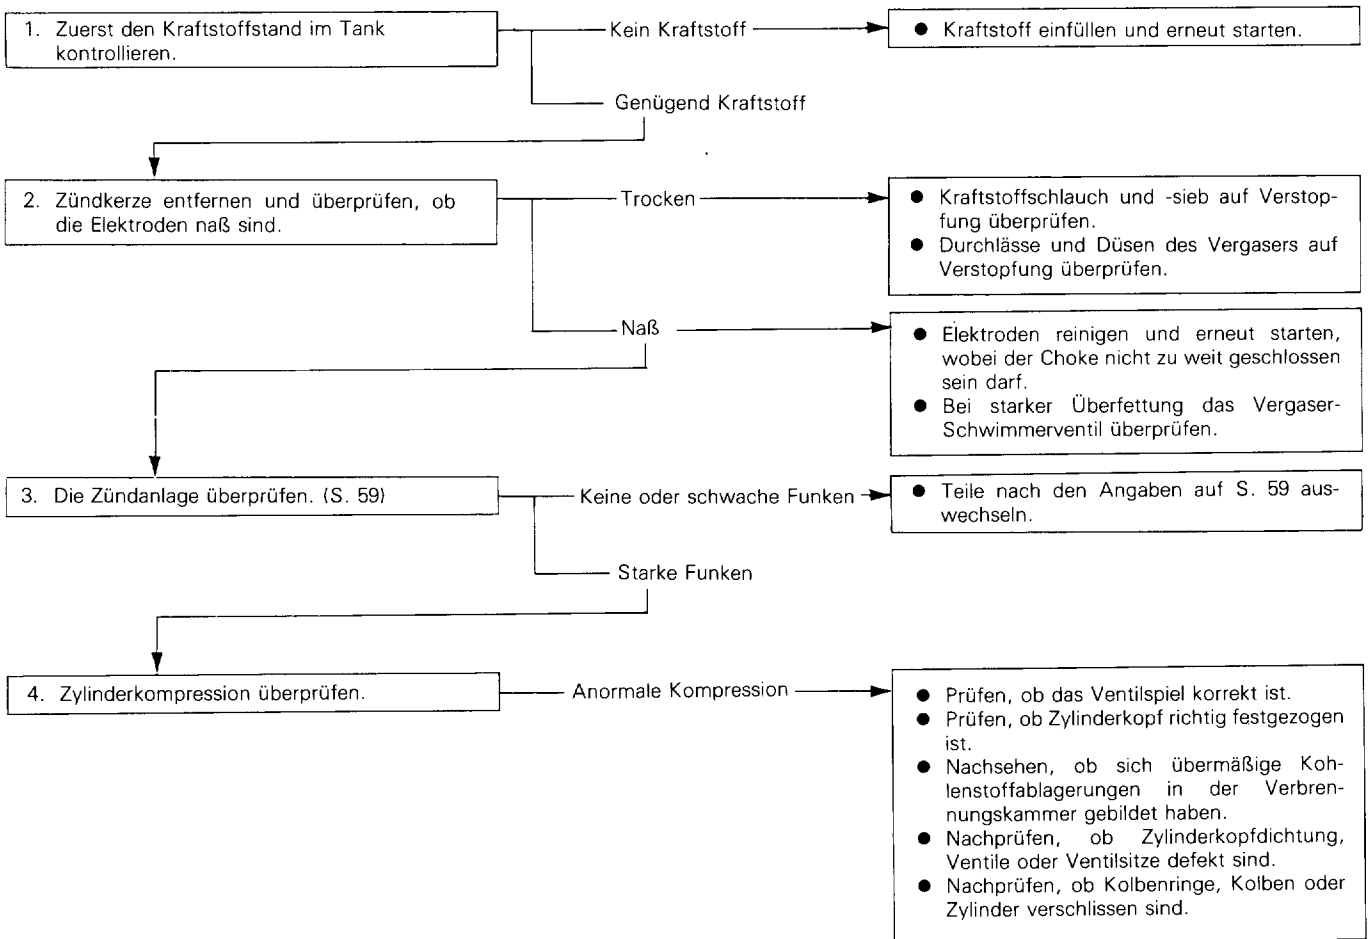 1. Zuerst den Kraftstoffstand im Tank
kontrollieren.
Kein Kraftstoff
● Kraftstoff einfüllen und erneut starten.
Genügend Kraftstoff
2. Zündkerze entfernen und überprüfen, ob
die Elektroden naß sind.
Trocken
● Kraftstoffschlauch und -sieb auf Verstop-
fung überprüfen.
● Durchlässe und Düsen des Vergasers auf
Verstopfung überprüfen.
Naß
● Elektroden reinigen und erneut starten,
wobei der Choke nicht zu weit geschlossen
sein darf.
● Bei starker Überfettung das Vergaser-
Schwimmerventil überprüfen.
3. Die Zündanlage überprüfen. (S. 59)
Keine oder schwache Funken
● Teile nach den Angaben auf S. 59 aus-
wechseln.
Starke Funken
4. Zylinderkompression überprüfen.
Anormale Kompression
● Prüfen, ob das Ventilspiel korrekt ist.
● Prüfen, ob Zylinderkopf richtig festgezogen
ist.
● Nachsehen, ob sich übermäßige Koh-
lenstoffablagerungen in der Verbren-
nungskammer gebildet haben.
● Nachprüfen, ob Zylinderkopfdichtung,
Ventile oder Ventilsitze defekt sind.
● Nachprüfen, ob Kolbenringe, Kolben oder
Zylinder verschlissen sind.